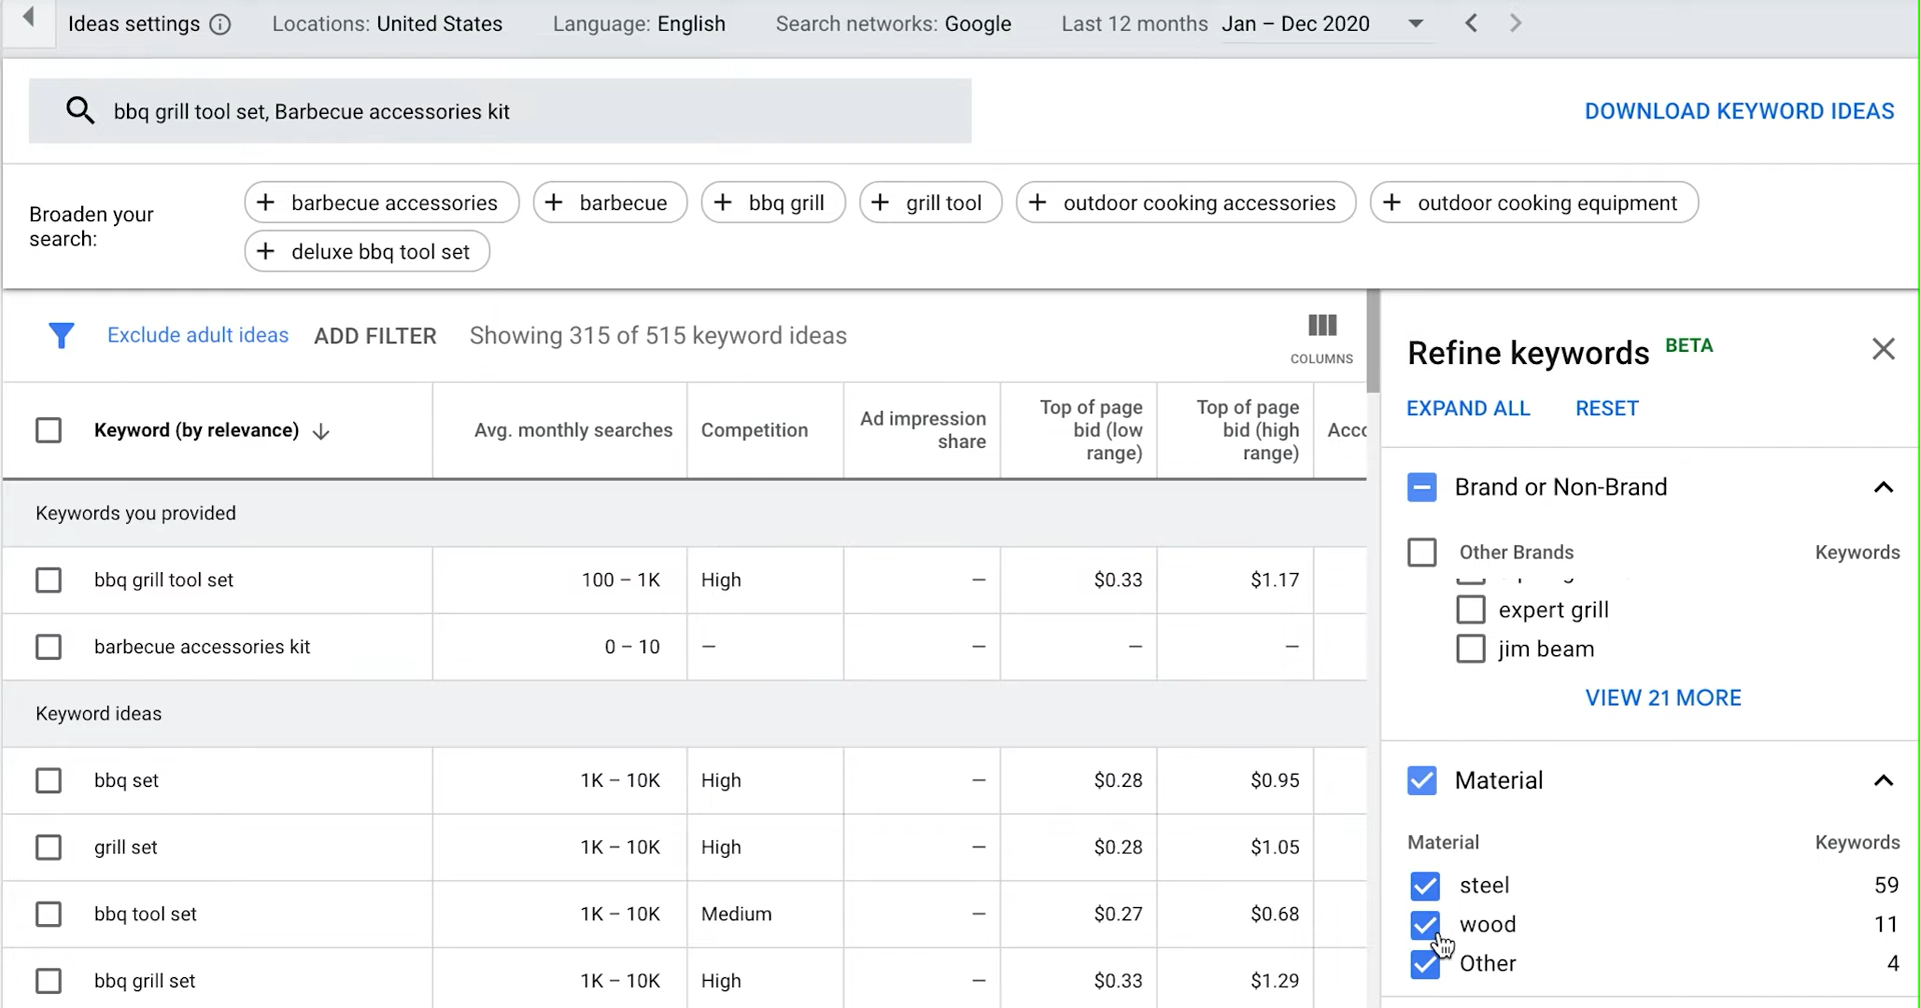 Ideas settings Locations: United States Language: English Search networks: Google Last 12 months Jan – Dec 2020
bbq grill tool set, Barbecue accessories kit
DOWNLOAD KEYWORD IDEAS
Broaden your search:
+ barbecue accessories + barbecue + bbq grill + grill tool + outdoor cooking accessories + outdoor cooking equipment
+ deluxe bbq tool set
Exclude adult ideas ADD FILTER Showing 315 of 515 keyword ideas
COLUMNS
Keyword (by relevance) Avg. monthly searches Competition Ad impression share Top of page bid (low range) Top of page bid (high range) Acco
Keywords you provided
bbq grill tool set 100 – 1K High – $0.33 $1.17
barbecue accessories kit 0 – 10 – – – –
Keyword ideas
bbq set 1K – 10K High – $0.28 $0.95
grill set 1K – 10K High – $0.28 $1.05
bbq tool set 1K – 10K Medium – $0.27 $0.68
bbq grill set 1K – 10K High – $0.33 $1.29
Refine keywords BETA
EXPAND ALL RESET
Brand or Non-Brand
Other Brands Keywords
expert grill
jim beam
VIEW 21 MORE
Material
Material Keywords
steel 59
wood 11
Other 4